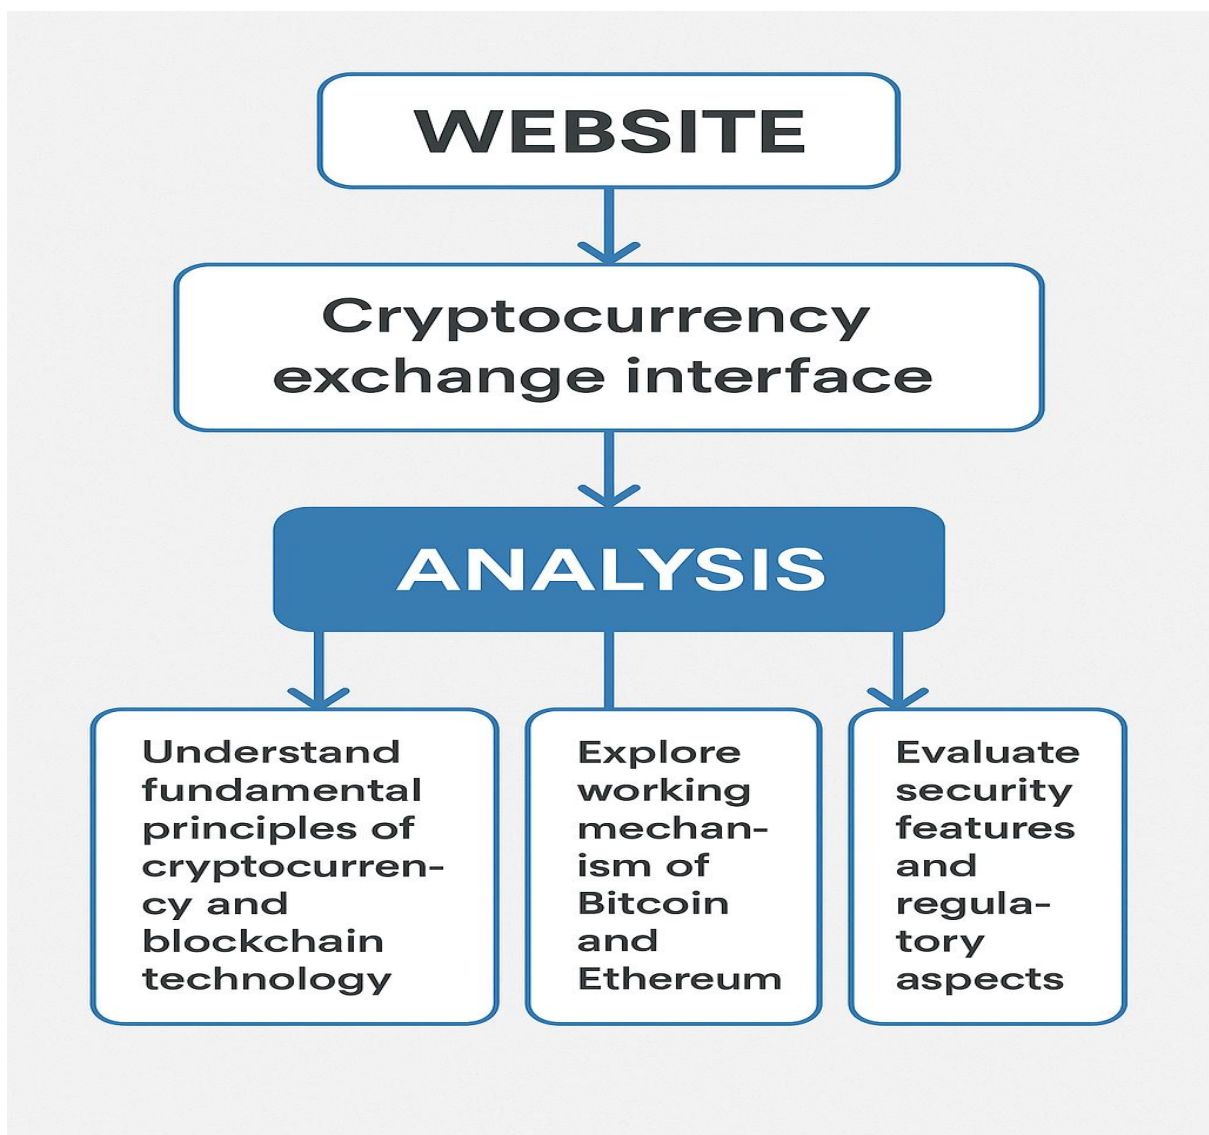 WEBSITE
Cryptocurrency
exchange interface
ANALYSIS
Understand
fundamental
principles of
cryptocurren-
cy and
blockchain
technology
Explore
working
mechan-
ism of
Bitcoin
and
Ethereum
Evaluate
security
features
and
regula-
tory
aspects